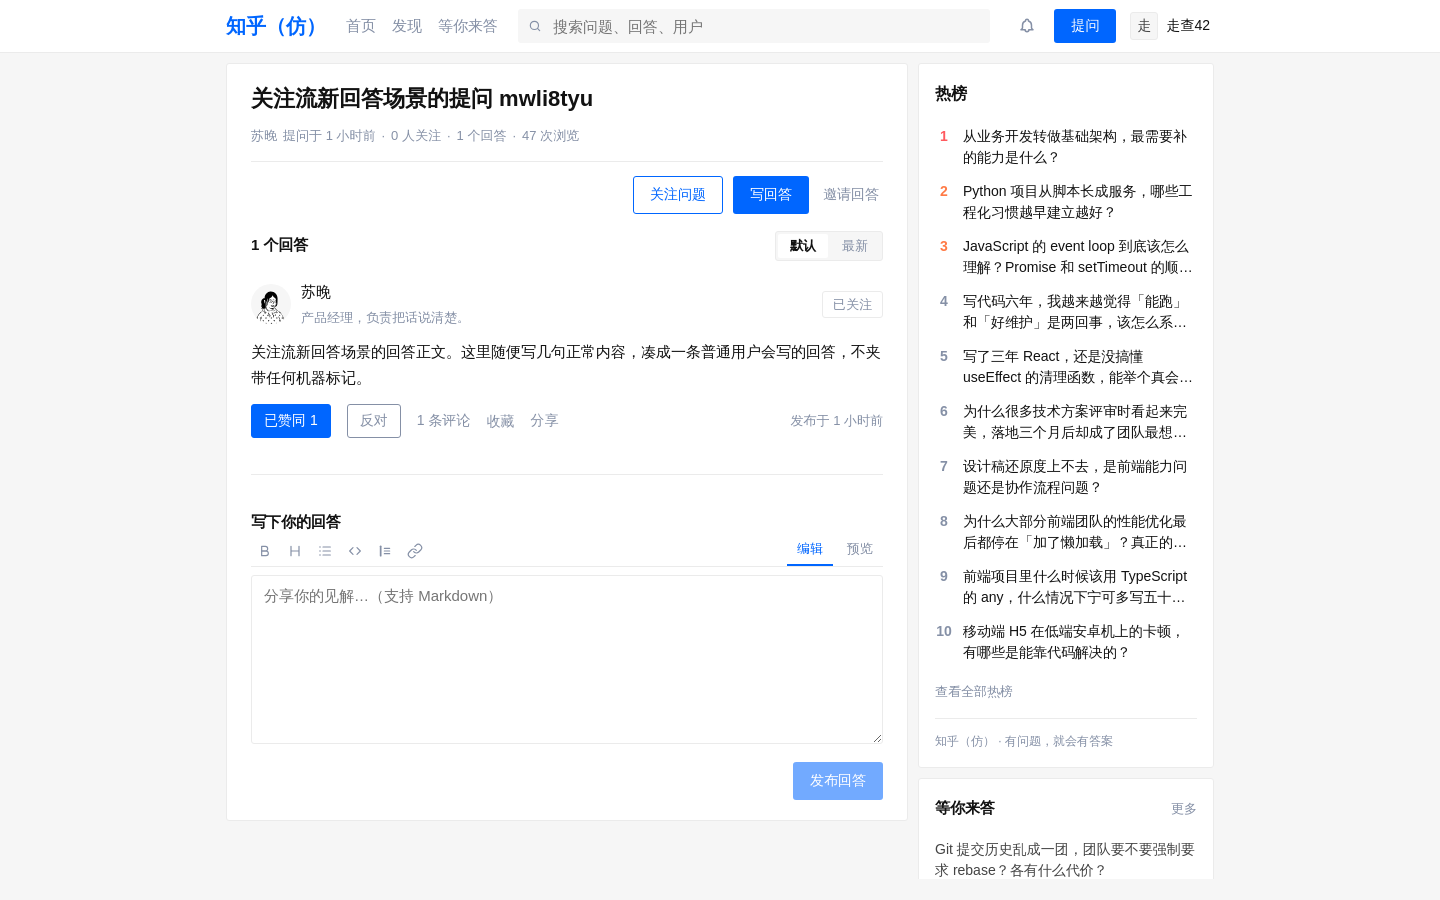 知乎（仿） 首页 发现 等你来答 搜索问题、回答、用户 提问 走 走查42
关注流新回答场景的提问 mwli8tyu
苏晚 提问于 1 小时前 · 0 人关注 · 1 个回答 · 47 次浏览
关注问题 写回答 邀请回答
1 个回答 默认 最新
苏晚
产品经理，负责把话说清楚。
已关注
关注流新回答场景的回答正文。这里随便写几句正常内容，凑成一条普通用户会写的回答，不夹
带任何机器标记。
已赞同 1 反对 1 条评论 收藏 分享 发布于 1 小时前
写下你的回答
编辑 预览
分享你的见解…（支持 Markdown）
发布回答
热榜
1 从业务开发转做基础架构，最需要补
的能力是什么？
2 Python 项目从脚本长成服务，哪些工
程化习惯越早建立越好？
3 JavaScript 的 event loop 到底该怎么
理解？Promise 和 setTimeout 的顺…
4 写代码六年，我越来越觉得「能跑」
和「好维护」是两回事，该怎么系…
5 写了三年 React，还是没搞懂
useEffect 的清理函数，能举个真会…
6 为什么很多技术方案评审时看起来完
美，落地三个月后却成了团队最想…
7 设计稿还原度上不去，是前端能力问
题还是协作流程问题？
8 为什么大部分前端团队的性能优化最
后都停在「加了懒加载」？真正的…
9 前端项目里什么时候该用 TypeScript
的 any，什么情况下宁可多写五十…
10 移动端 H5 在低端安卓机上的卡顿，
有哪些是能靠代码解决的？
查看全部热榜
知乎（仿） · 有问题，就会有答案
等你来答 更多
Git 提交历史乱成一团，团队要不要强制要
求 rebase？各有什么代价？